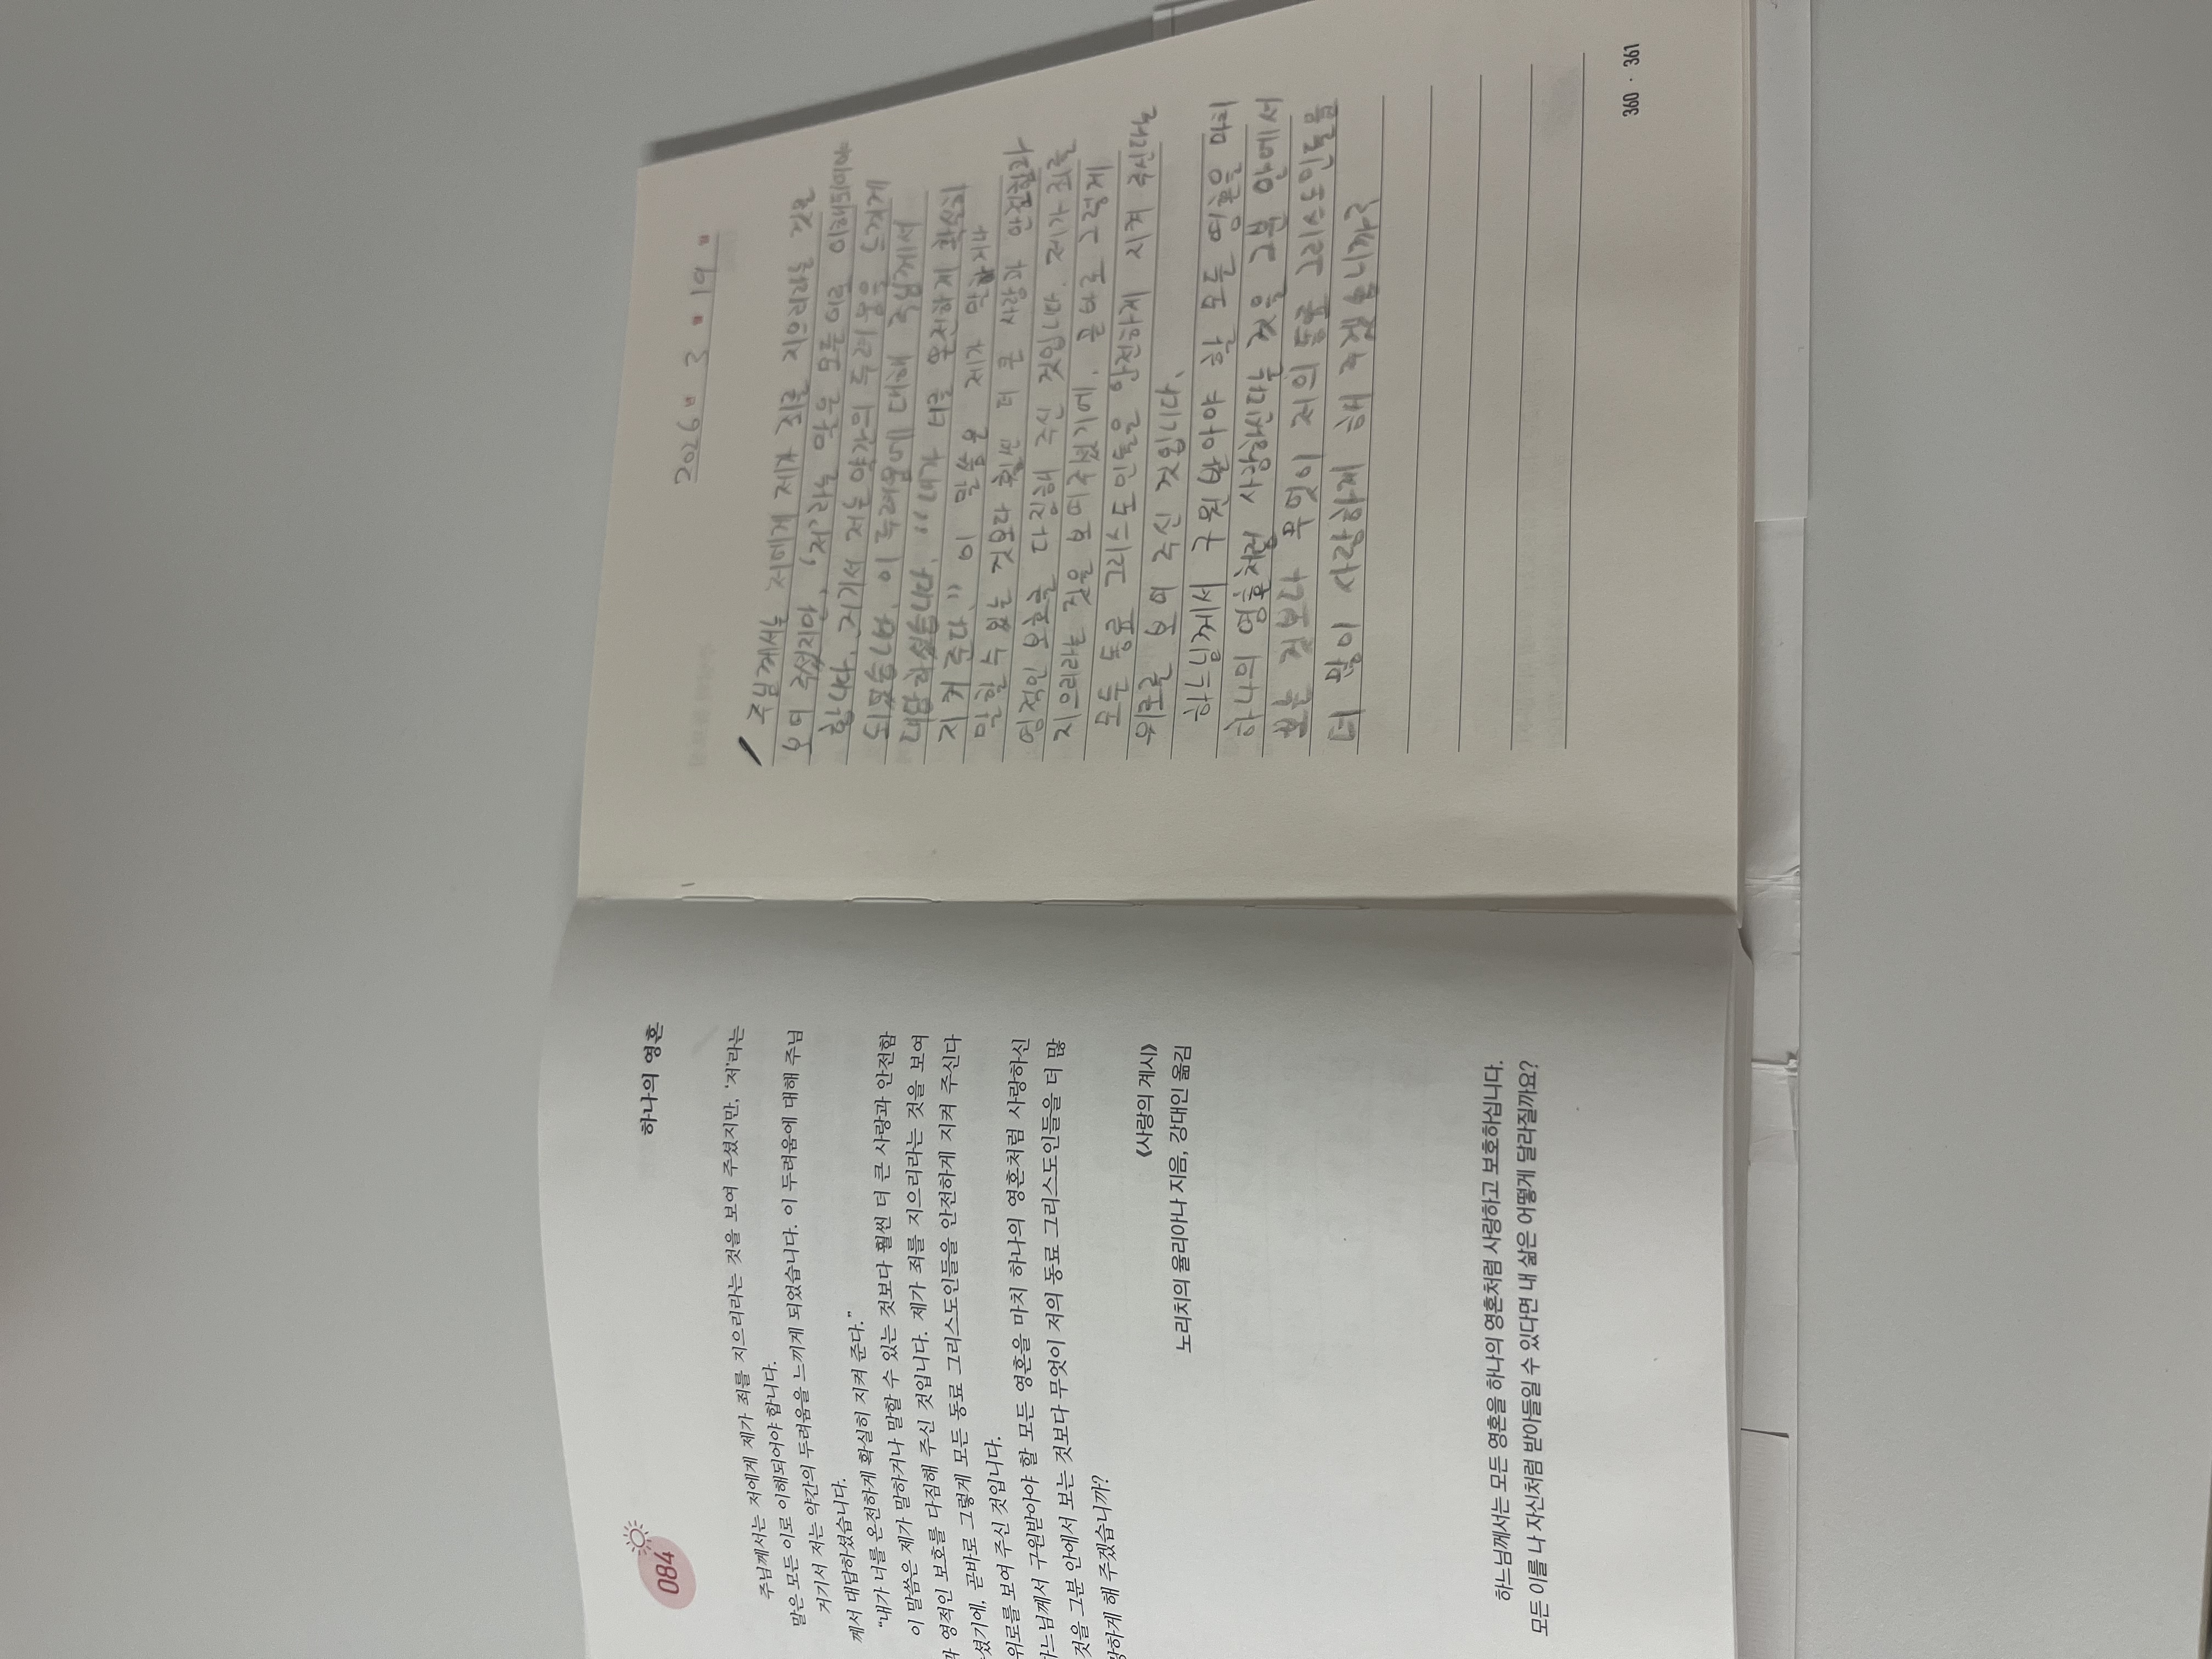 084
하나의 영혼
주님께서는 저에게 제가 죄를 지으리라는 것을 보여 주셨지만, ‘저’라는
말은 모든 이로 이해되어야 합니다.
저기서 저는 약간의 두려움을 느끼게 되었습니다. 이 두려움에 대해 주님
께서 대답하셨습니다.
“내가 너를 온전하게 확실히 지켜 준다.”
이 말씀은 제가 말하거나 말할 수 있는 것보다 훨씬 더 큰 사랑과 안전함
과 영적인 보호를 다짐해 주신 것입니다. 제가 죄를 지으리라는 것을 보여
셨기에, 곧바로 그렇게 모든 동료 그리스도인들을 안전하게 지켜 주신다
위로를 보여 주신 것입니다.
하느님께서 구원받아야 할 모든 영혼을 마치 하나의 영혼처럼 사랑하신
것을 그분 안에서 보는 것보다 무엇이 저의 동료 그리스도인들을 더 많
랑하게 해 주겠습니까?
《사랑의 계시》
노리치의 율리아나 지음, 강대인 옮김
하느님께서는 모든 영혼을 하나의 영혼처럼 사랑하고 보호하십니다.
모든 이를 나 자신처럼 받아들일 수 있다면 내 삶은 어떻게 달라질까요?
2026 년 3 월 19 일
주님께서는 저에게 제가 죄를 지으리라는 것을
보여 주셨지만, ‘저’라는 말은 모든 이로 이해되어야
합니다. 저기서 저는 약간의 두려움을 느끼게
되었습니다. 이 두려움에 대해 주님께서
대답하셨습니다. “내가 너를 온전하게 확실히
지켜 준다.” 이 말씀은 제가 말하거나
말할 수 있는 것보다 훨씬 더 큰 사랑과 안전함과
영적인 보호를 다짐해 주신 것입니다. 제가 죄를
지으리라는 것을 보여주셨기에, 곧바로 그렇게
모든 동료 그리스도인들을 안전하게 지켜 주신다는
위로를 보여 주신 것입니다.
하느님께서 구원받아야 할 모든 영혼을 마치
하나의 영혼처럼 사랑하신다는 것을 그분 안에서
보는 것보다 무엇이 저의 동료 그리스도인들을
더 많이 사랑하게 해 주겠습니까?
360 · 361